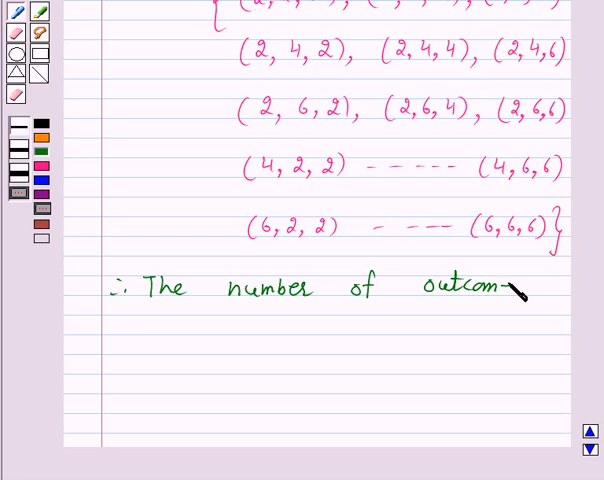 (2, 4, 2), (2, 4, 4), (2, 4, 6)
(2, 6, 2), (2, 6, 4), (2, 6, 6)
(4, 2, 2) ----- (4, 6, 6)
(6, 2, 2) - ---- (6, 6, 6)}
∴ The number of outcom